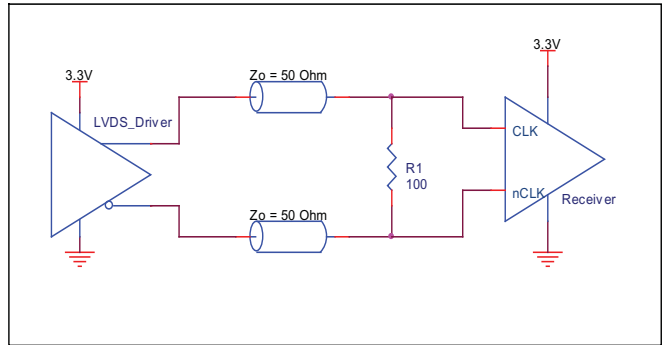 3.3V
LVDS_Driver
Zo = 50 Ohm
3.3V
CLK
R1
100
nCLK
Receiver
Zo = 50 Ohm